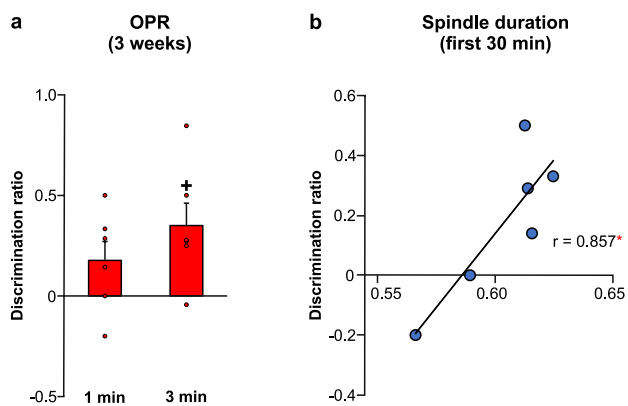 a
OPR
(3 weeks)
Discrimination ratio
1.0
0.5
0
-0.5
+
1 min
3 min
b
Spindle duration
(first 30 min)
Discrimination ratio
0.6
0.4
0.2
0
-0.2
-0.4
0.55
0.60
0.65
r = 0.857*